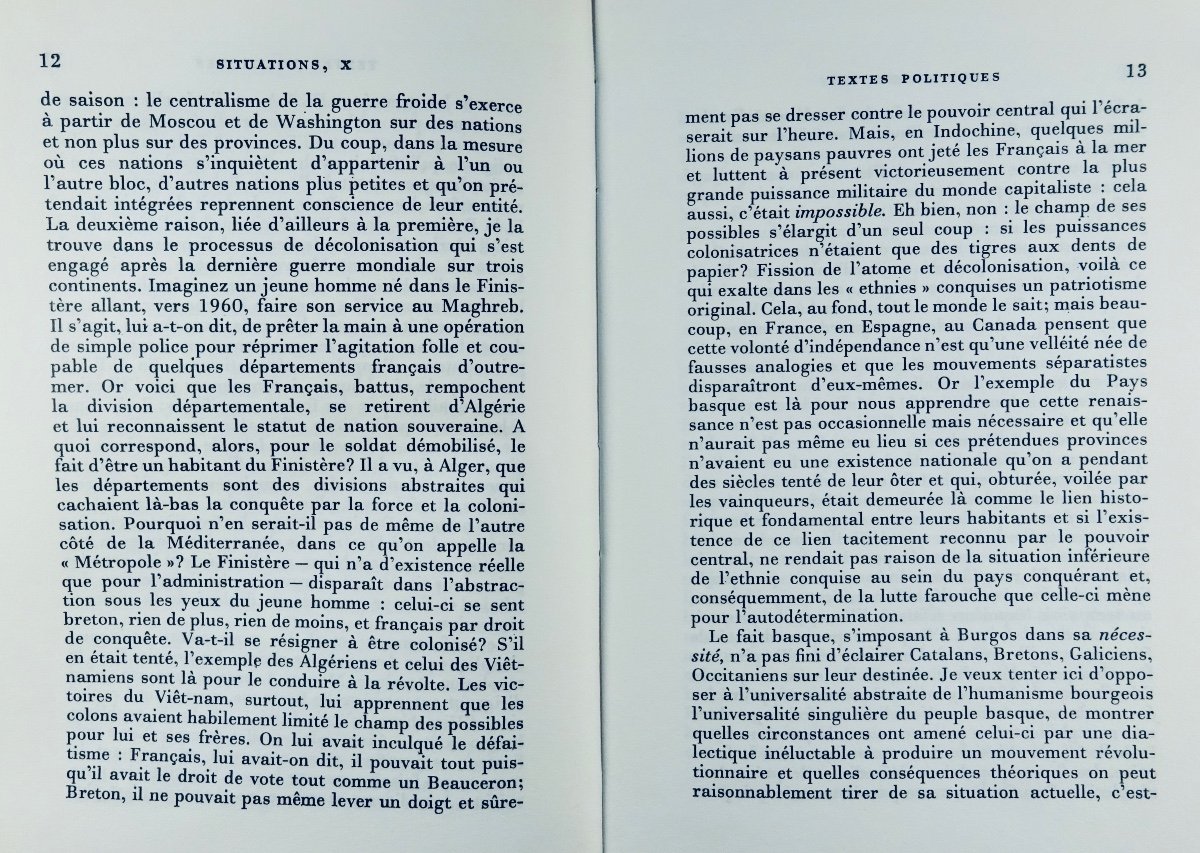 12
SITUATIONS, X
de saison : le centralisme de la guerre froide s'exerce
à partir de Moscou et de Washington sur des nations
et non plus sur des provinces. Du coup, dans la mesure
où ces nations s'inquiètent d'appartenir à l'un ou
l'autre bloc, d'autres nations plus petites et qu'on pré-
tendait intégrées reprennent conscience de leur entité.
La deuxième raison, liée d'ailleurs à la première, je la
trouve dans le processus de décolonisation qui s'est
engagé après la dernière guerre mondiale sur trois
continents. Imaginez un jeune homme né dans le Finis-
tère allant, vers 1960, faire son service au Maghreb.
Il s'agit, lui a-t-on dit, de prêter la main à une opération
de simple police pour réprimer l'agitation folle et cou-
pable de quelques départements français d'outre-
mer. Or voici que les Français, battus, rempochent
la division départementale, se retirent d'Algérie
et lui reconnaissent le statut de nation souveraine. A
quoi correspond, alors, pour le soldat démobilisé, le
fait d'être un habitant du Finistère? Il a vu, à Alger, que
les départements sont des divisions abstraites qui
cachaient là-bas la conquête par la force et la coloni-
sation. Pourquoi n'en serait-il pas de même de l'autre
côté de la Méditerranée, dans ce qu'on appelle la
« Métropole »? Le Finistère — qui n'a d'existence réelle
que pour l'administration — disparaît dans l'abstrac-
tion sous les yeux du jeune homme : celui-ci se sent
breton, rien de plus, rien de moins, et français par droit
de conquête. Va-t-il se résigner à être colonisé? S'il
en était tenté, l'exemple des Algériens et celui des Viêt-
namiens sont là pour le conduire à la révolte. Les vic-
toires du Viêt-nam, surtout, lui apprennent que les
colons avaient habilement limité le champ des possibles
pour lui et ses frères. On lui avait inculqué le défai-
tisme : Français, lui avait-on dit, il pouvait tout puis-
qu'il avait le droit de vote tout comme un Beauceron;
Breton, il ne pouvait pas même lever un doigt et sûre-
TEXTES POLITIQUES
13
ment pas se dresser contre le pouvoir central qui l'écra-
serait sur l'heure. Mais, en Indochine, quelques mil-
lions de paysans pauvres ont jeté les Français à la mer
et luttent à présent victorieusement contre la plus
grande puissance militaire du monde capitaliste : cela
aussi, c'était impossible. Eh bien, non : le champ de ses
possibles s'élargit d'un seul coup : si les puissances
colonisatrices n'étaient que des tigres aux dents de
papier? Fission de l'atome et décolonisation, voilà ce
qui exalte dans les « ethnies » conquises un patriotisme
original. Cela, au fond, tout le monde le sait; mais beau-
coup, en France, en Espagne, au Canada pensent que
cette volonté d'indépendance n'est qu'une velléité née de
fausses analogies et que les mouvements séparatistes
disparaîtront d'eux-mêmes. Or l'exemple du Pays
basque est là pour nous apprendre que cette renais-
sance n'est pas occasionnelle mais nécessaire et qu'elle
n'aurait pas même eu lieu si ces prétendues provinces
n'avaient eu une existence nationale qu'on a pendant
des siècles tenté de leur ôter et qui, obturée, voilée par
les vainqueurs, était demeurée là comme le lien histo-
rique et fondamental entre leurs habitants et si l'exis-
tence de ce lien tacitement reconnu par le pouvoir
central, ne rendait pas raison de la situation inférieure
de l'ethnie conquise au sein du pays conquérant et,
conséquemment, de la lutte farouche que celle-ci mène
pour l'autodétermination.
Le fait basque, s'imposant à Burgos dans sa néces-
sité, n'a pas fini d'éclairer Catalans, Bretons, Galiciens,
Occitaniens sur leur destinée. Je veux tenter ici d'oppo-
ser à l'universalité abstraite de l'humanisme bourgeois
l'universalité singulière du peuple basque, de montrer
quelles circonstances ont amené celui-ci par une dia-
lectique inéluctable à produire un mouvement révolu-
tionnaire et quelles conséquences théoriques on peut
raisonnablement tirer de sa situation actuelle, c'est-